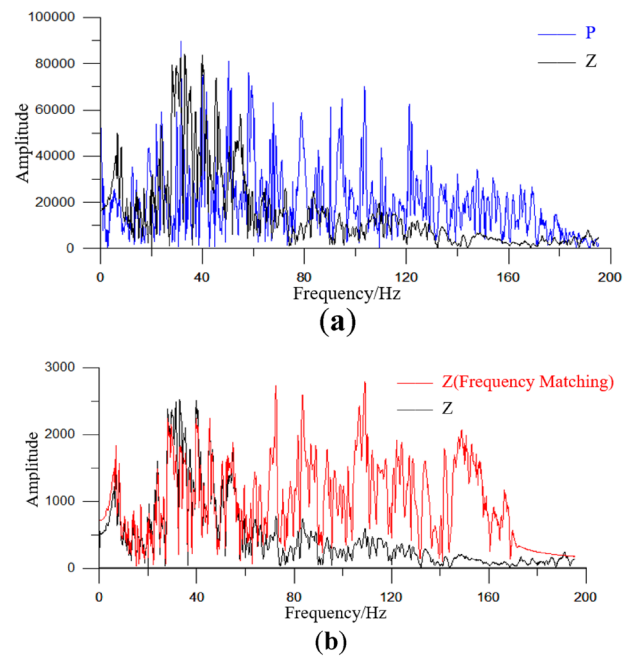 100000
80000
60000
40000
20000
0
Amplitude
P
Z
0 40 80 120 160 200
Frequency/Hz
(a)
3000
2000
1000
0
Amplitude
Z(Frequency Matching)
Z
0 40 80 120 160 200
Frequency/Hz
(b)